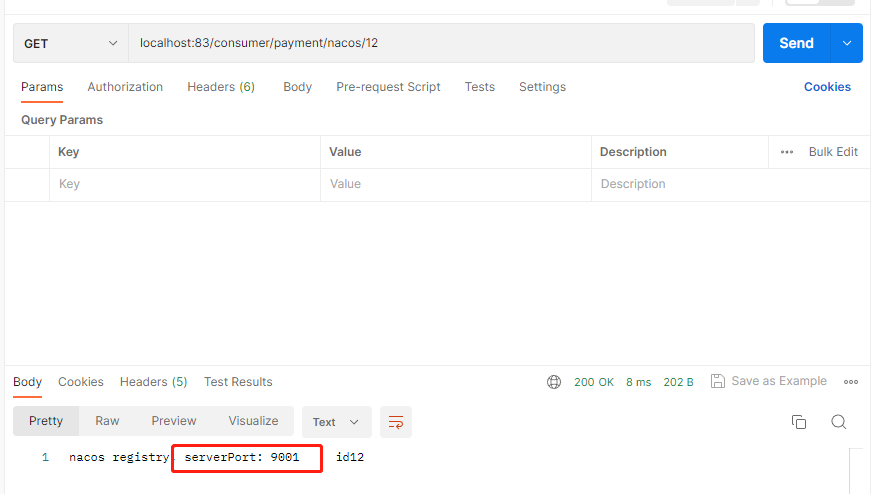 GET localhost:83/consumer/payment/nacos/12 Send
Params Authorization Headers (6) Body Pre-request Script Tests Settings Cookies
Query Params
Key Value Description ••• Bulk Edit
Key Value Description
Body Cookies Headers (5) Test Results 200 OK 8 ms 202 B Save as Example
Pretty Raw Preview Visualize Text
1 nacos registry, serverPort: 9001 id12